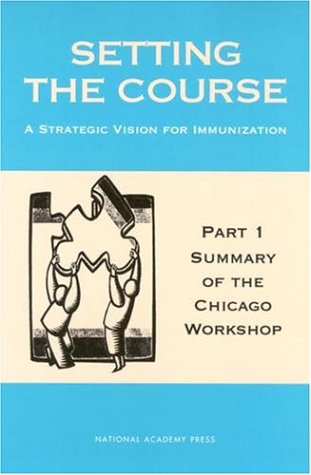 SETTING
THE COURSE
A STRATEGIC VISION FOR IMMUNIZATION
PART 1
SUMMARY
OF THE
CHICAGO
WORKSHOP
NATIONAL ACADEMY PRESS